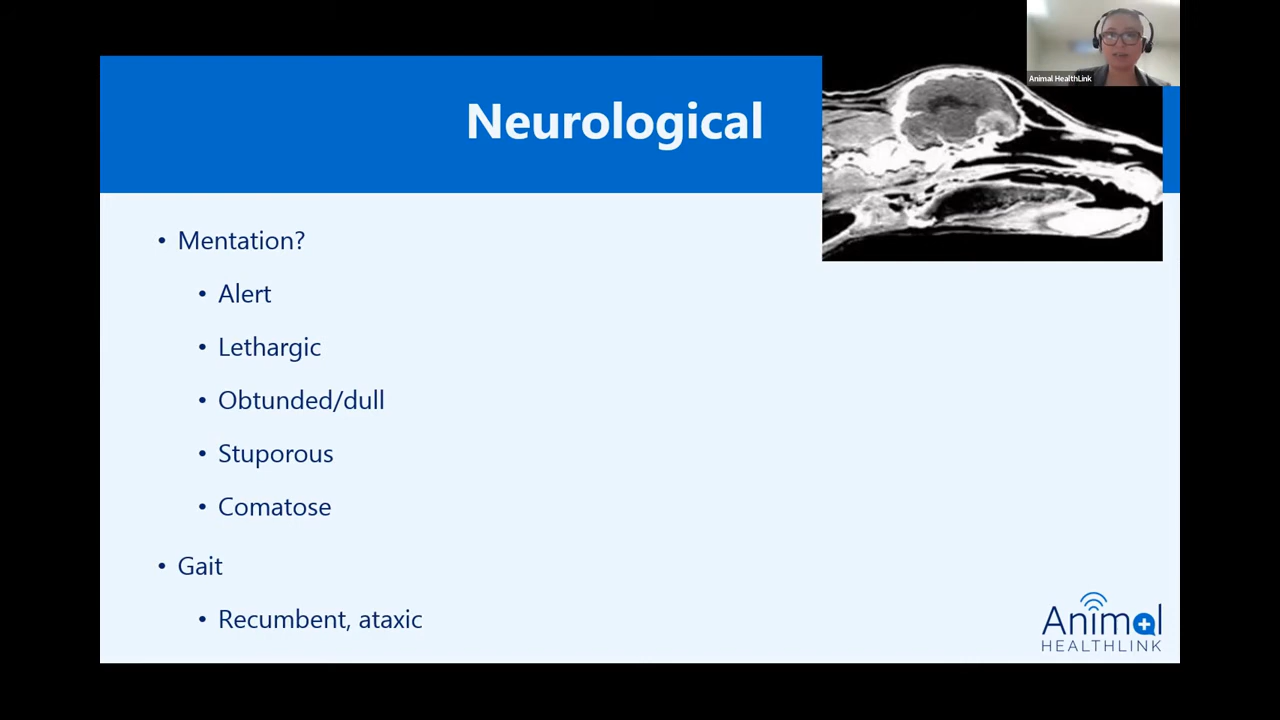 Neurological
Animal HealthLink
• Mentation?
• Alert
• Lethargic
• Obtunded/dull
• Stuporous
• Comatose
• Gait
• Recumbent, ataxic
Animal
HEALTHLINK